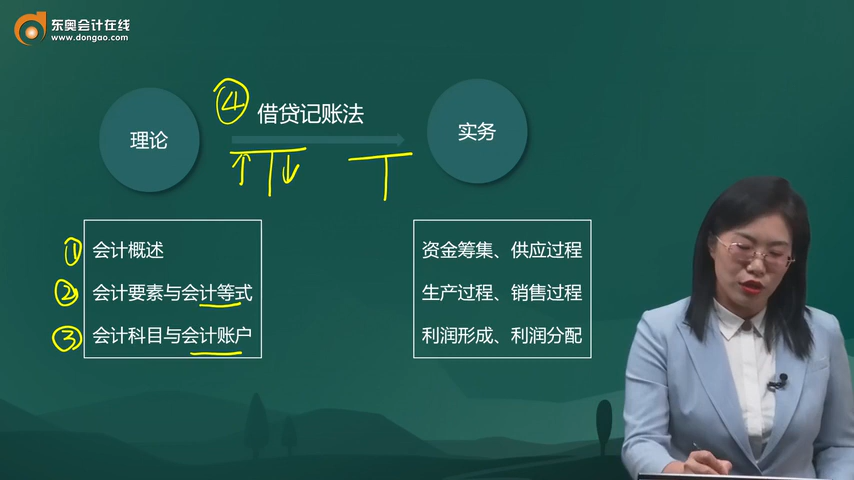 东奥会计在线
www.dongao.com
④
借贷记账法
理论
实务
① 会计概述
② 会计要素与会计等式
③ 会计科目与会计账户
资金筹集、供应过程
生产过程、销售过程
利润形成、利润分配